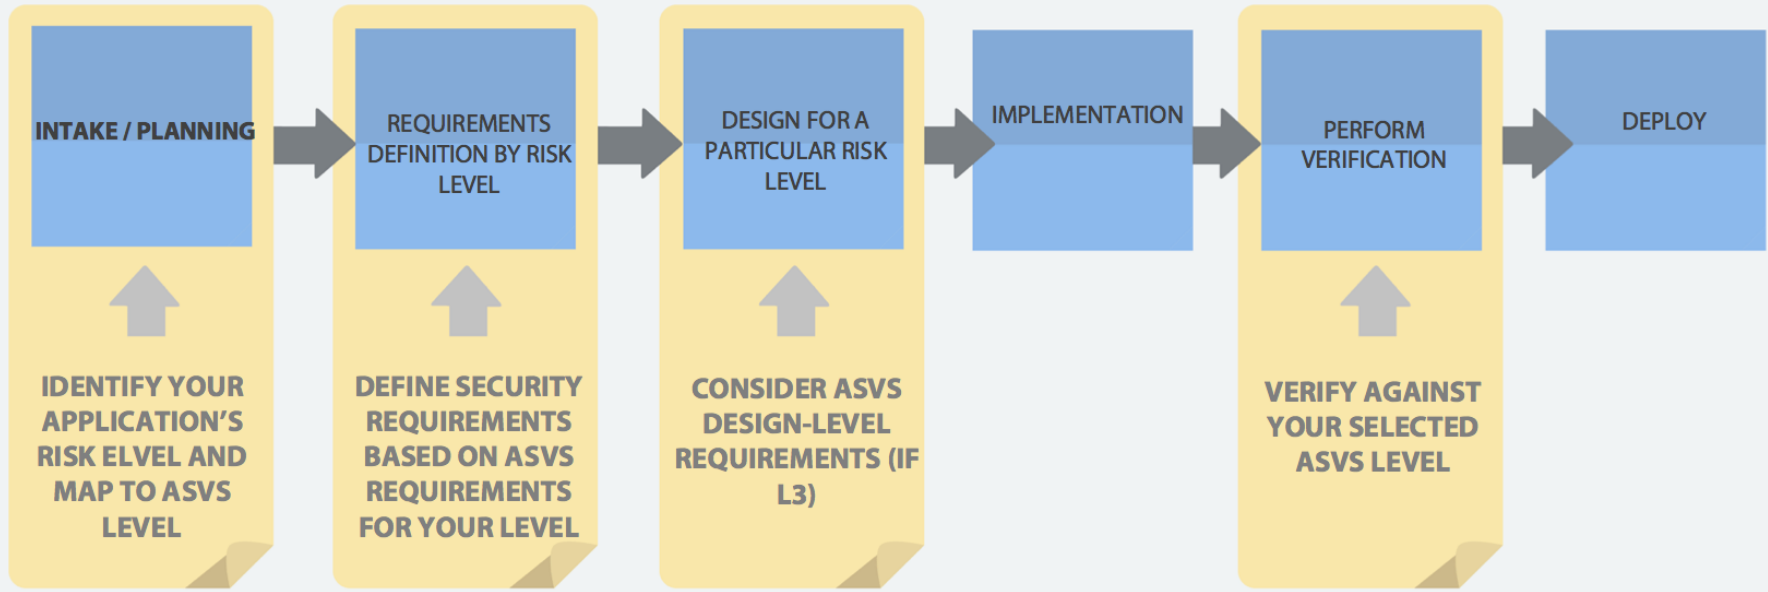 INTAKE / PLANNING
REQUIREMENTS
DEFINITION BY RISK
LEVEL
DESIGN FOR A
PARTICULAR RISK
LEVEL
IMPLEMENTATION
PERFORM
VERIFICATION
DEPLOY
IDENTIFY YOUR
APPLICATION’S
RISK ELVEL AND
MAP TO ASVS
LEVEL
DEFINE SECURITY
REQUIREMENTS
BASED ON ASVS
REQUIREMENTS
FOR YOUR LEVEL
CONSIDER ASVS
DESIGN-LEVEL
REQUIREMENTS (IF
L3)
VERIFY AGAINST
YOUR SELECTED
ASVS LEVEL